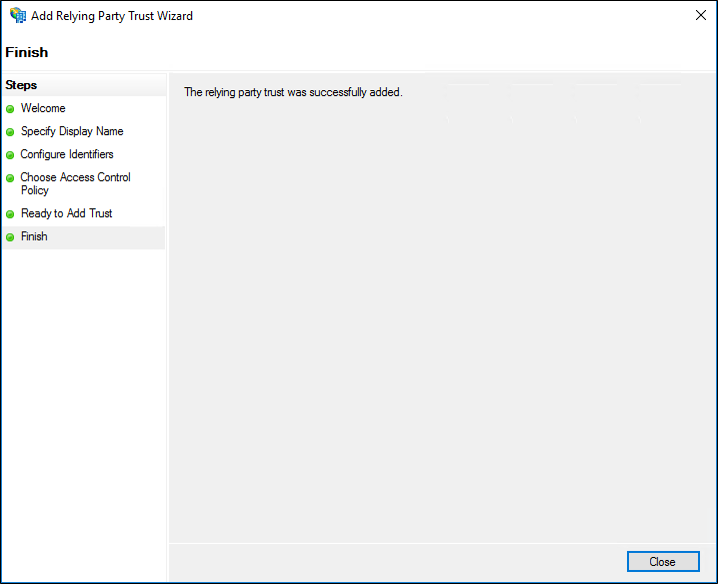 Add Relying Party Trust Wizard
Finish
Steps
Welcome
Specify Display Name
Configure Identifiers
Choose Access Control
Policy
Ready to Add Trust
Finish
The relying party trust was successfully added.
Close